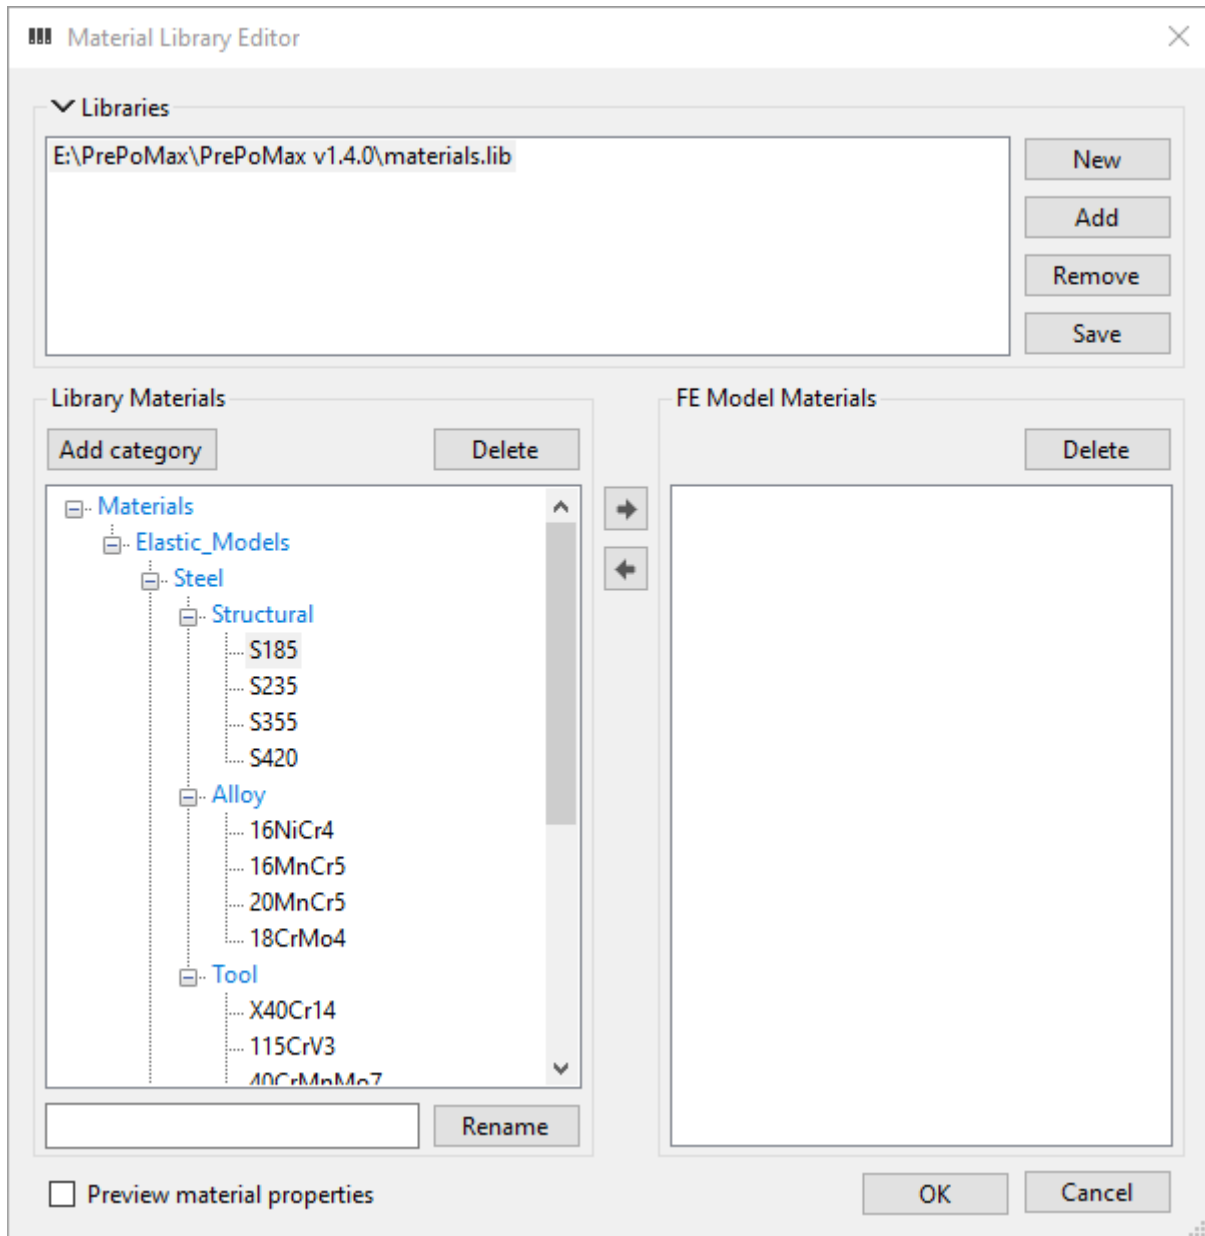 Material Library Editor
Libraries
E:\PrePoMax\PrePoMax v1.4.0\materials.lib
New
Add
Remove
Save
Library Materials
Add category
Delete
Materials
Elastic_Models
Steel
Structural
S185
S235
S355
S420
Alloy
16NiCr4
16MnCr5
20MnCr5
18CrMo4
Tool
X40Cr14
115CrV3
40CrMnMo7
Rename
FE Model Materials
Delete
Preview material properties
OK
Cancel